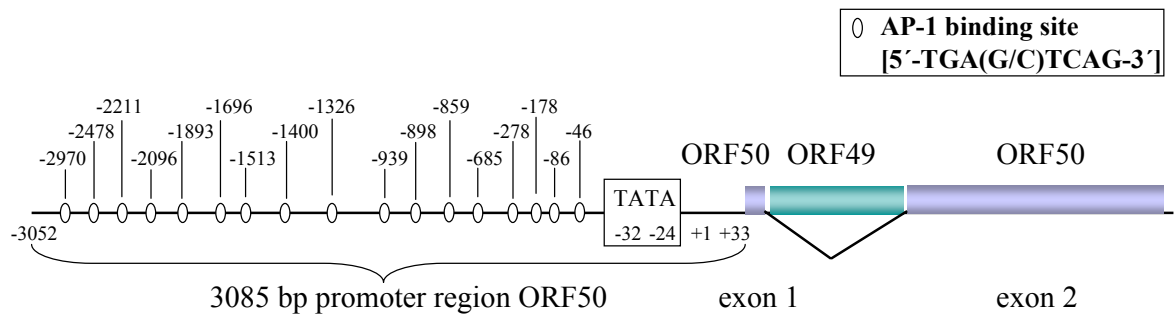 AP-1 binding site
[5´-TGA(G/C)TCAG-3´]
-2211 -1696 -1326 -859 -178
-2478 -1893 -1400 -898 -278 -46
-2970 -2096 -1513 -939 -685 -86
ORF50 ORF49 ORF50
TATA
-3052 -32 -24 +1 +33
3085 bp promoter region ORF50 exon 1 exon 2